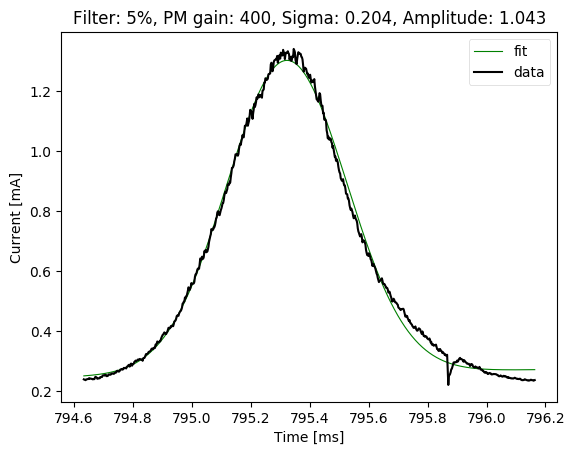 Filter: 5%, PM gain: 400, Sigma: 0.204, Amplitude: 1.043
fit
data
1.2
1.0
0.8
0.6
0.4
0.2
Current [mA]
794.6 794.8 795.0 795.2 795.4 795.6 795.8 796.0 796.2
Time [ms]